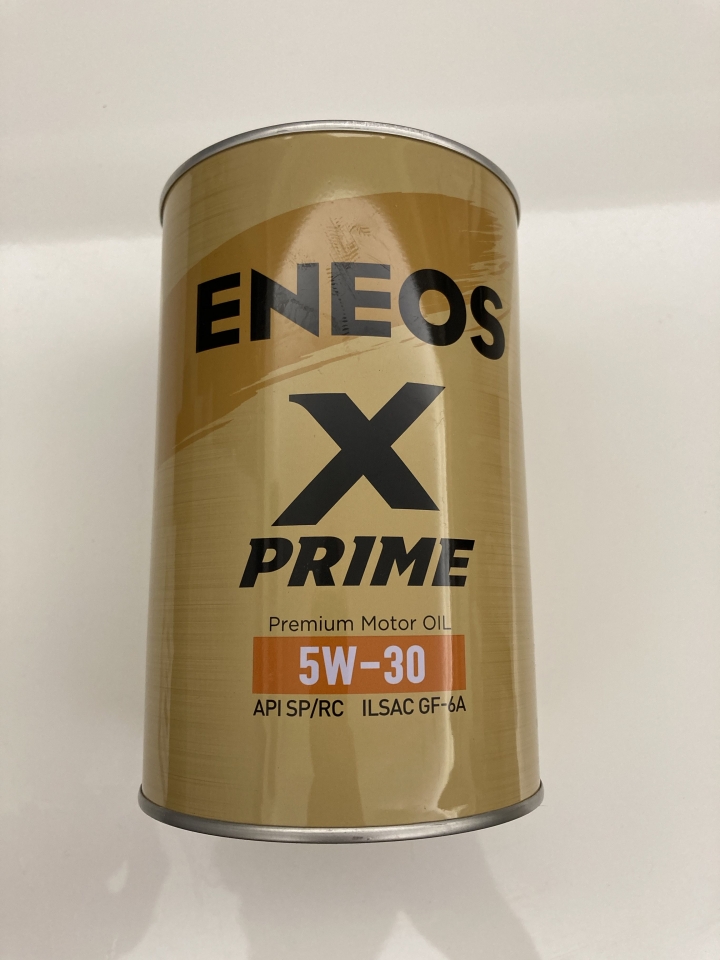 ENEOS
X
PRIME
Premium Motor OIL
5W-30
API SP/RC ILSAC GF-6A